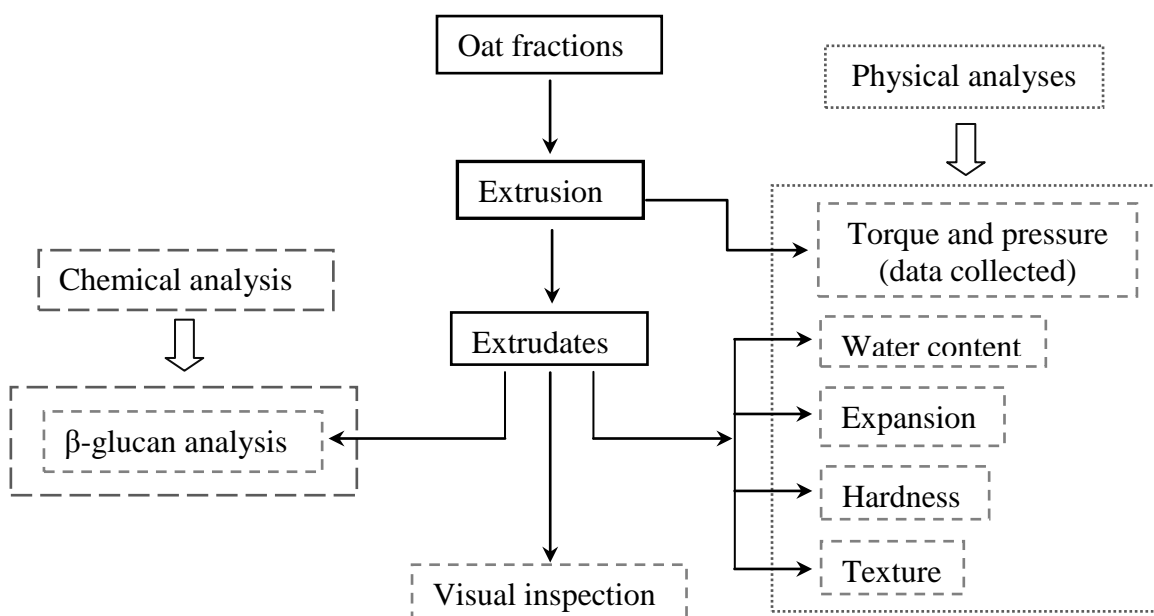 Oat fractions
Physical analyses
Extrusion
Torque and pressure
(data collected)
Chemical analysis
Extrudates
Water content
Expansion
β-glucan analysis
Hardness
Texture
Visual inspection